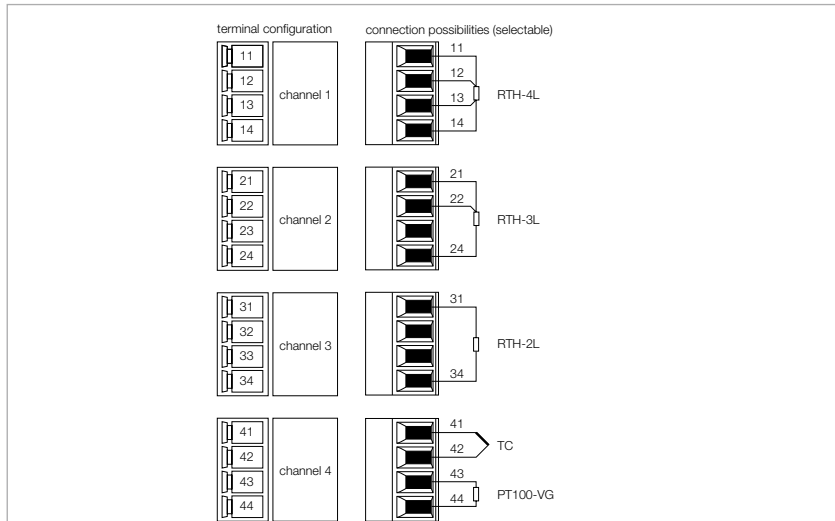 terminal configuration connection possibilities (selectable)
11
12
13
14
channel 1
11
12
13
14
RTH-4L
21
22
23
24
channel 2
21
22
24
RTH-3L
31
32
33
34
channel 3
31
34
RTH-2L
41
42
43
44
channel 4
41
42
43
44
TC
PT100-VG